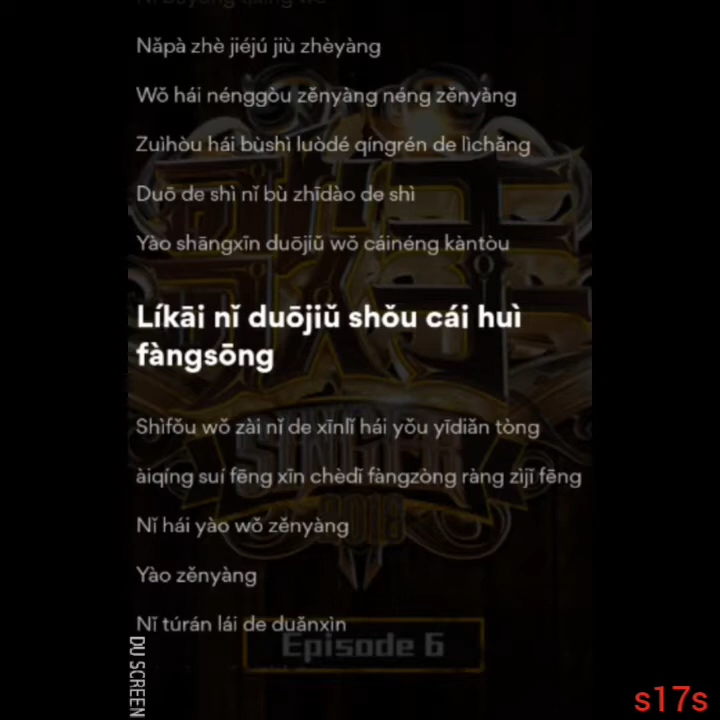 Nǎpà zhè jiéjú jiù zhèyàng
Wǒ hái nénggòu zěnyàng néng zěnyàng
Zuìhòu hái bùshì luòdé qíngrén de lìchǎng
Duō de shì nǐ bù zhīdào de shì
Yào shāngxīn duōjiǔ wǒ cáinéng kàntòu
Líkāi nǐ duōjiǔ shǒu cái huì
fàngsōng
Shìfǒu wǒ zài nǐ de xīnlǐ hái yǒu yīdiǎn tòng
àiqíng suí fēng xīn chèdǐ fàngzòng ràng zìjǐ fēng
Nǐ hái yào wǒ zěnyàng
Yào zěnyàng
Nǐ túrán lái de duǎnxìn
SINGER
2018
Episode 6
DU SCREEN
s17s